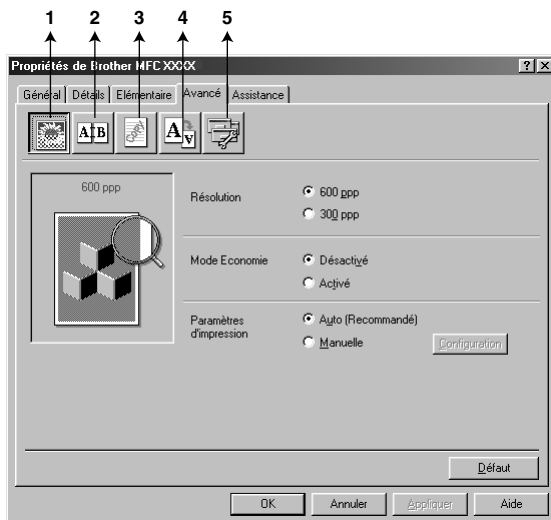 1 2 3 4 5
Propriétés de Brother MFC XXXX
Général Détails Elémentaire Avancé Assistance
A B
Copy
A A
600 ppp
Résolution
600 ppp
300 ppp
Mode Economie
Désactivé
Activé
Paramètres
d'impression
Auto (Recommandé)
Manuelle
Configuration
Défaut
OK Annuler Appliquer Aide